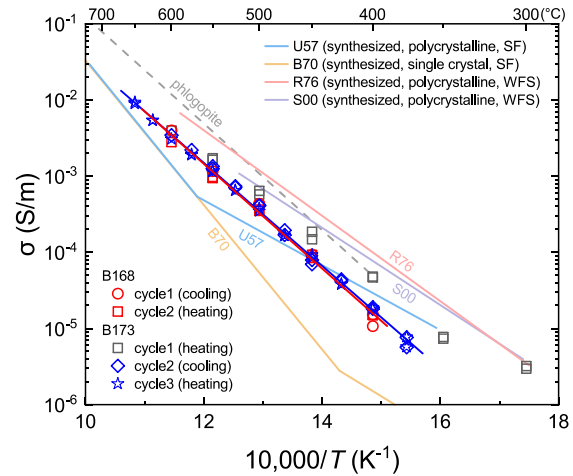 700 600 500 400 300(°C)
U57 (synthesized, polycrystalline, SF)
B70 (synthesized, single crystal, SF)
R76 (synthesized, polycrystalline, WFS)
S00 (synthesized, polycrystalline, WFS)
phlogopite
10⁻¹
10⁻²
10⁻³
10⁻⁴
10⁻⁵
10⁻⁶
σ (S/m)
B70
U57
R76
S00
B168
cycle1 (cooling)
cycle2 (heating)
B173
cycle1 (heating)
cycle2 (cooling)
cycle3 (heating)
10 12 14 16 18
10,000/T (K⁻¹)